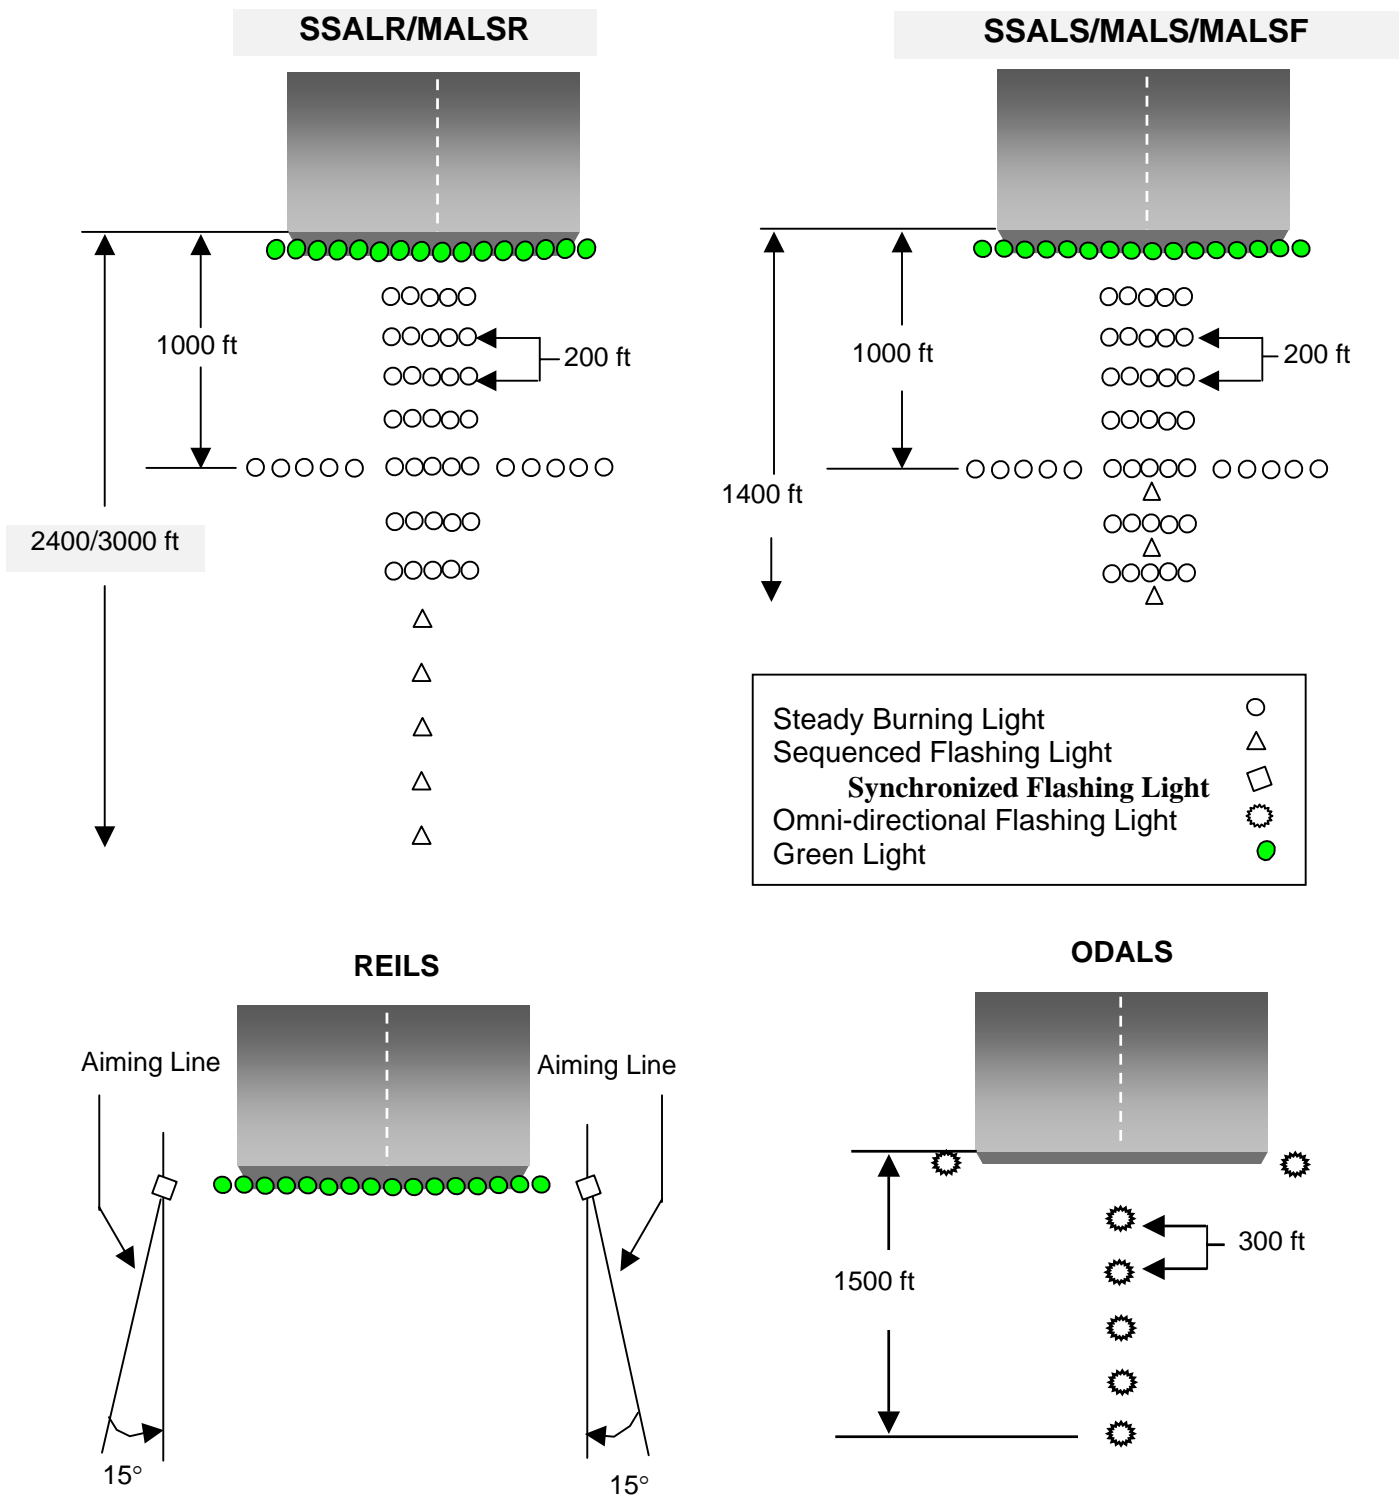 SSALR/MALSR
1000 ft
200 ft
2400/3000 ft
SSALS/MALS/MALSF
1000 ft
200 ft
1400 ft
Steady Burning Light
Sequenced Flashing Light
Synchronized Flashing Light
Omni-directional Flashing Light
Green Light
REILS
Aiming Line
Aiming Line
15°
15°
ODALS
300 ft
1500 ft